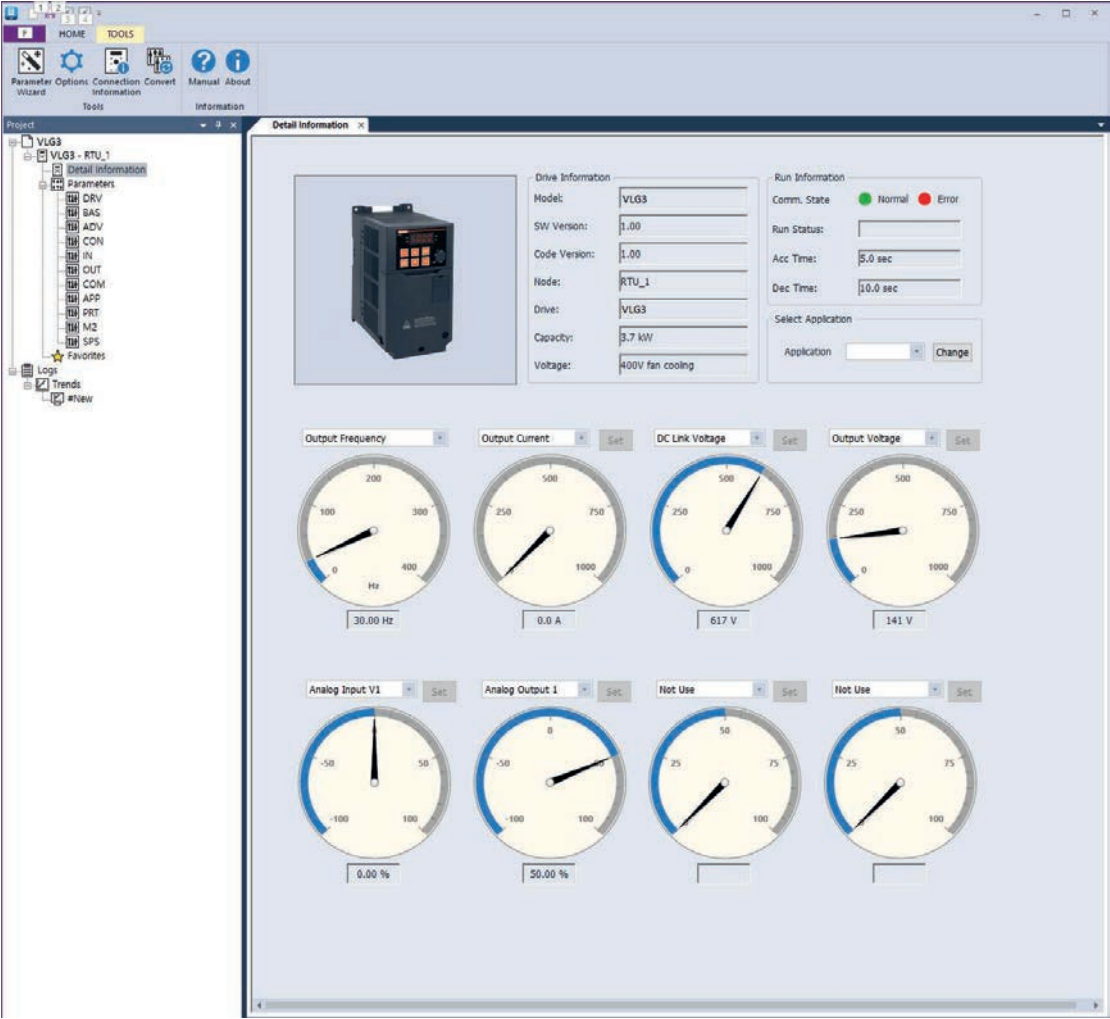 1 2
3 4
F HOME TOOLS
Parameter Wizard Options Connection Information Convert Manual About
Tools Information
Project
Detail Information
VLG3
VLG3 - RTU_1
Detail Information
Parameters
DRV
BAS
ADV
CON
IN
OUT
COM
APP
PRT
M2
SPS
Favorites
Logs
Trends
#New
Drive Information
Model: VLG3
SW Version: 1.00
Code Version: 1.00
Node: RTU_1
Drive: VLG3
Capacity: 3.7 kW
Voltage: 400V fan cooling
Run Information
Comm. State Normal Error
Run Status:
Acc Time: 5.0 sec
Dec Time: 10.0 sec
Select Application
Application Change
Output Frequency
200
100 300
0 400
Hz
30.00 Hz
Output Current Set
500
250 750
1000
0.0 A
DC Link Voltage Set
500
250 750
0 1000
617 V
Output Voltage Set
500
250 750
0 1000
141 V
Analog Input V1 Set
-50 50
-100 100
0.00 %
Analog Output 1 Set
0
-50
-100 100
50.00 %
Not Use Set
50
25 75
100
Not Use Set
50
25 75
100